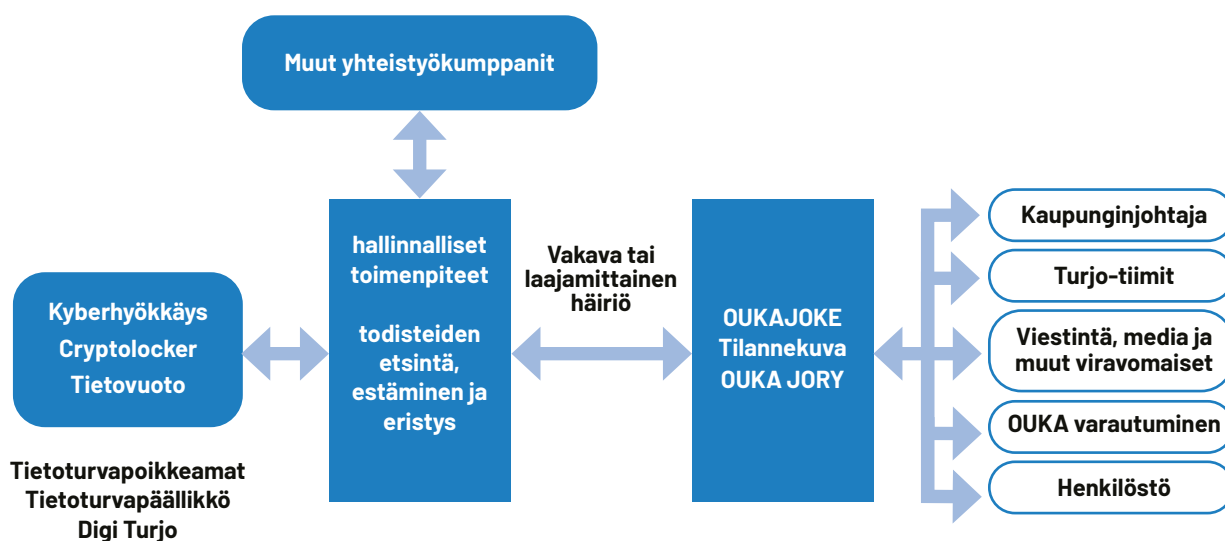 Muut yhteistyökumppanit
Kyberhyökkäys
Cryptolocker
Tietovuoto
Tietoturvapoikkeamat
Tietoturvapäällikkö
Digi Turjo
hallinnalliset
toimenpiteet
todisteiden
etsintä,
estäminen ja
eristys
Vakava tai
laajamittainen
häiriö
OUKAJOKE
Tilannekuva
OUKA JORY
Kaupunginjohtaja
Turjo-tiimit
Viestintä, media ja
muut viravomaiset
OUKA varautuminen
Henkilöstö